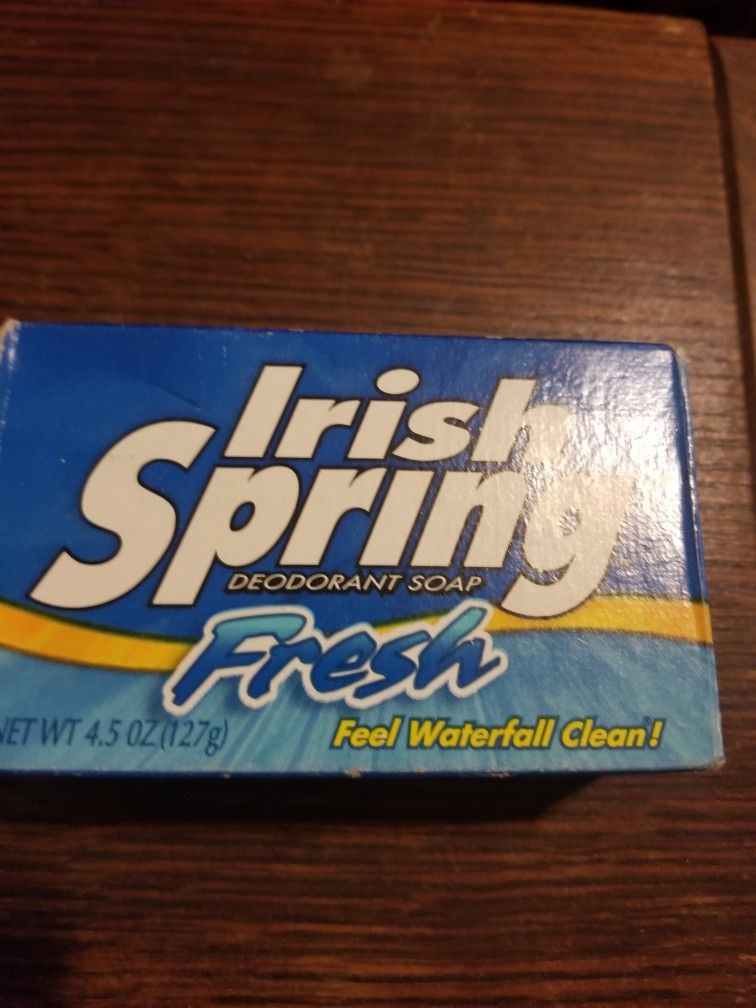 Irish
Spring
DEODORANT SOAP
Fresh
NET WT 4.5 OZ (127g)
Feel Waterfall Clean®!